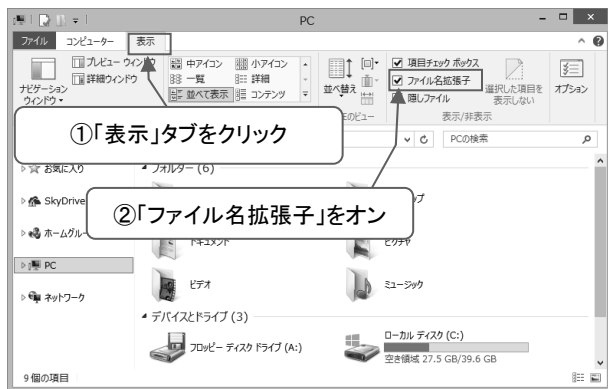 PC
ファイル コンピューター 表示
プレビュー ウィンドウ
詳細ウィンドウ
ナビゲーション
ウィンドウ
中アイコン 小アイコン
一覧 詳細
並べて表示 コンテンツ
並べ替え
項目チェック ボックス
ファイル名拡張子
隠しファイル
選択した項目を
表示しない
オプション
のビュー 表示/非表示
①「表示」タブをクリック
PCの検索
お気に入り
フォルダー (6)
SkyDrive
ップ
②「ファイル名拡張子」をオン
ホームグルー
ドキュメント ピクチャ
PC
ビデオ ミュージック
ネットワーク
デバイスとドライブ (3)
フロッピー ディスク ドライブ (A:)
ローカル ディスク (C:)
空き領域 27.5 GB/39.6 GB
9 個の項目